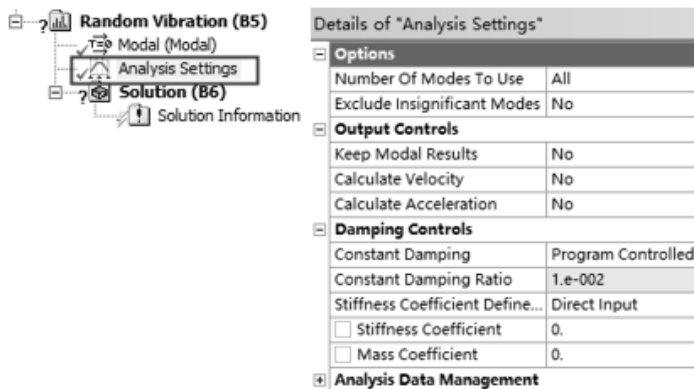 Random Vibration (B5)
Modal (Modal)
Analysis Settings
Solution (B6)
Solution Information
Details of "Analysis Settings"
Options
Number Of Modes To Use All
Exclude Insignificant Modes No
Output Controls
Keep Modal Results No
Calculate Velocity No
Calculate Acceleration No
Damping Controls
Constant Damping Program Controlled
Constant Damping Ratio 1.e-002
Stiffness Coefficient Define... Direct Input
Stiffness Coefficient 0.
Mass Coefficient 0.
Analysis Data Management